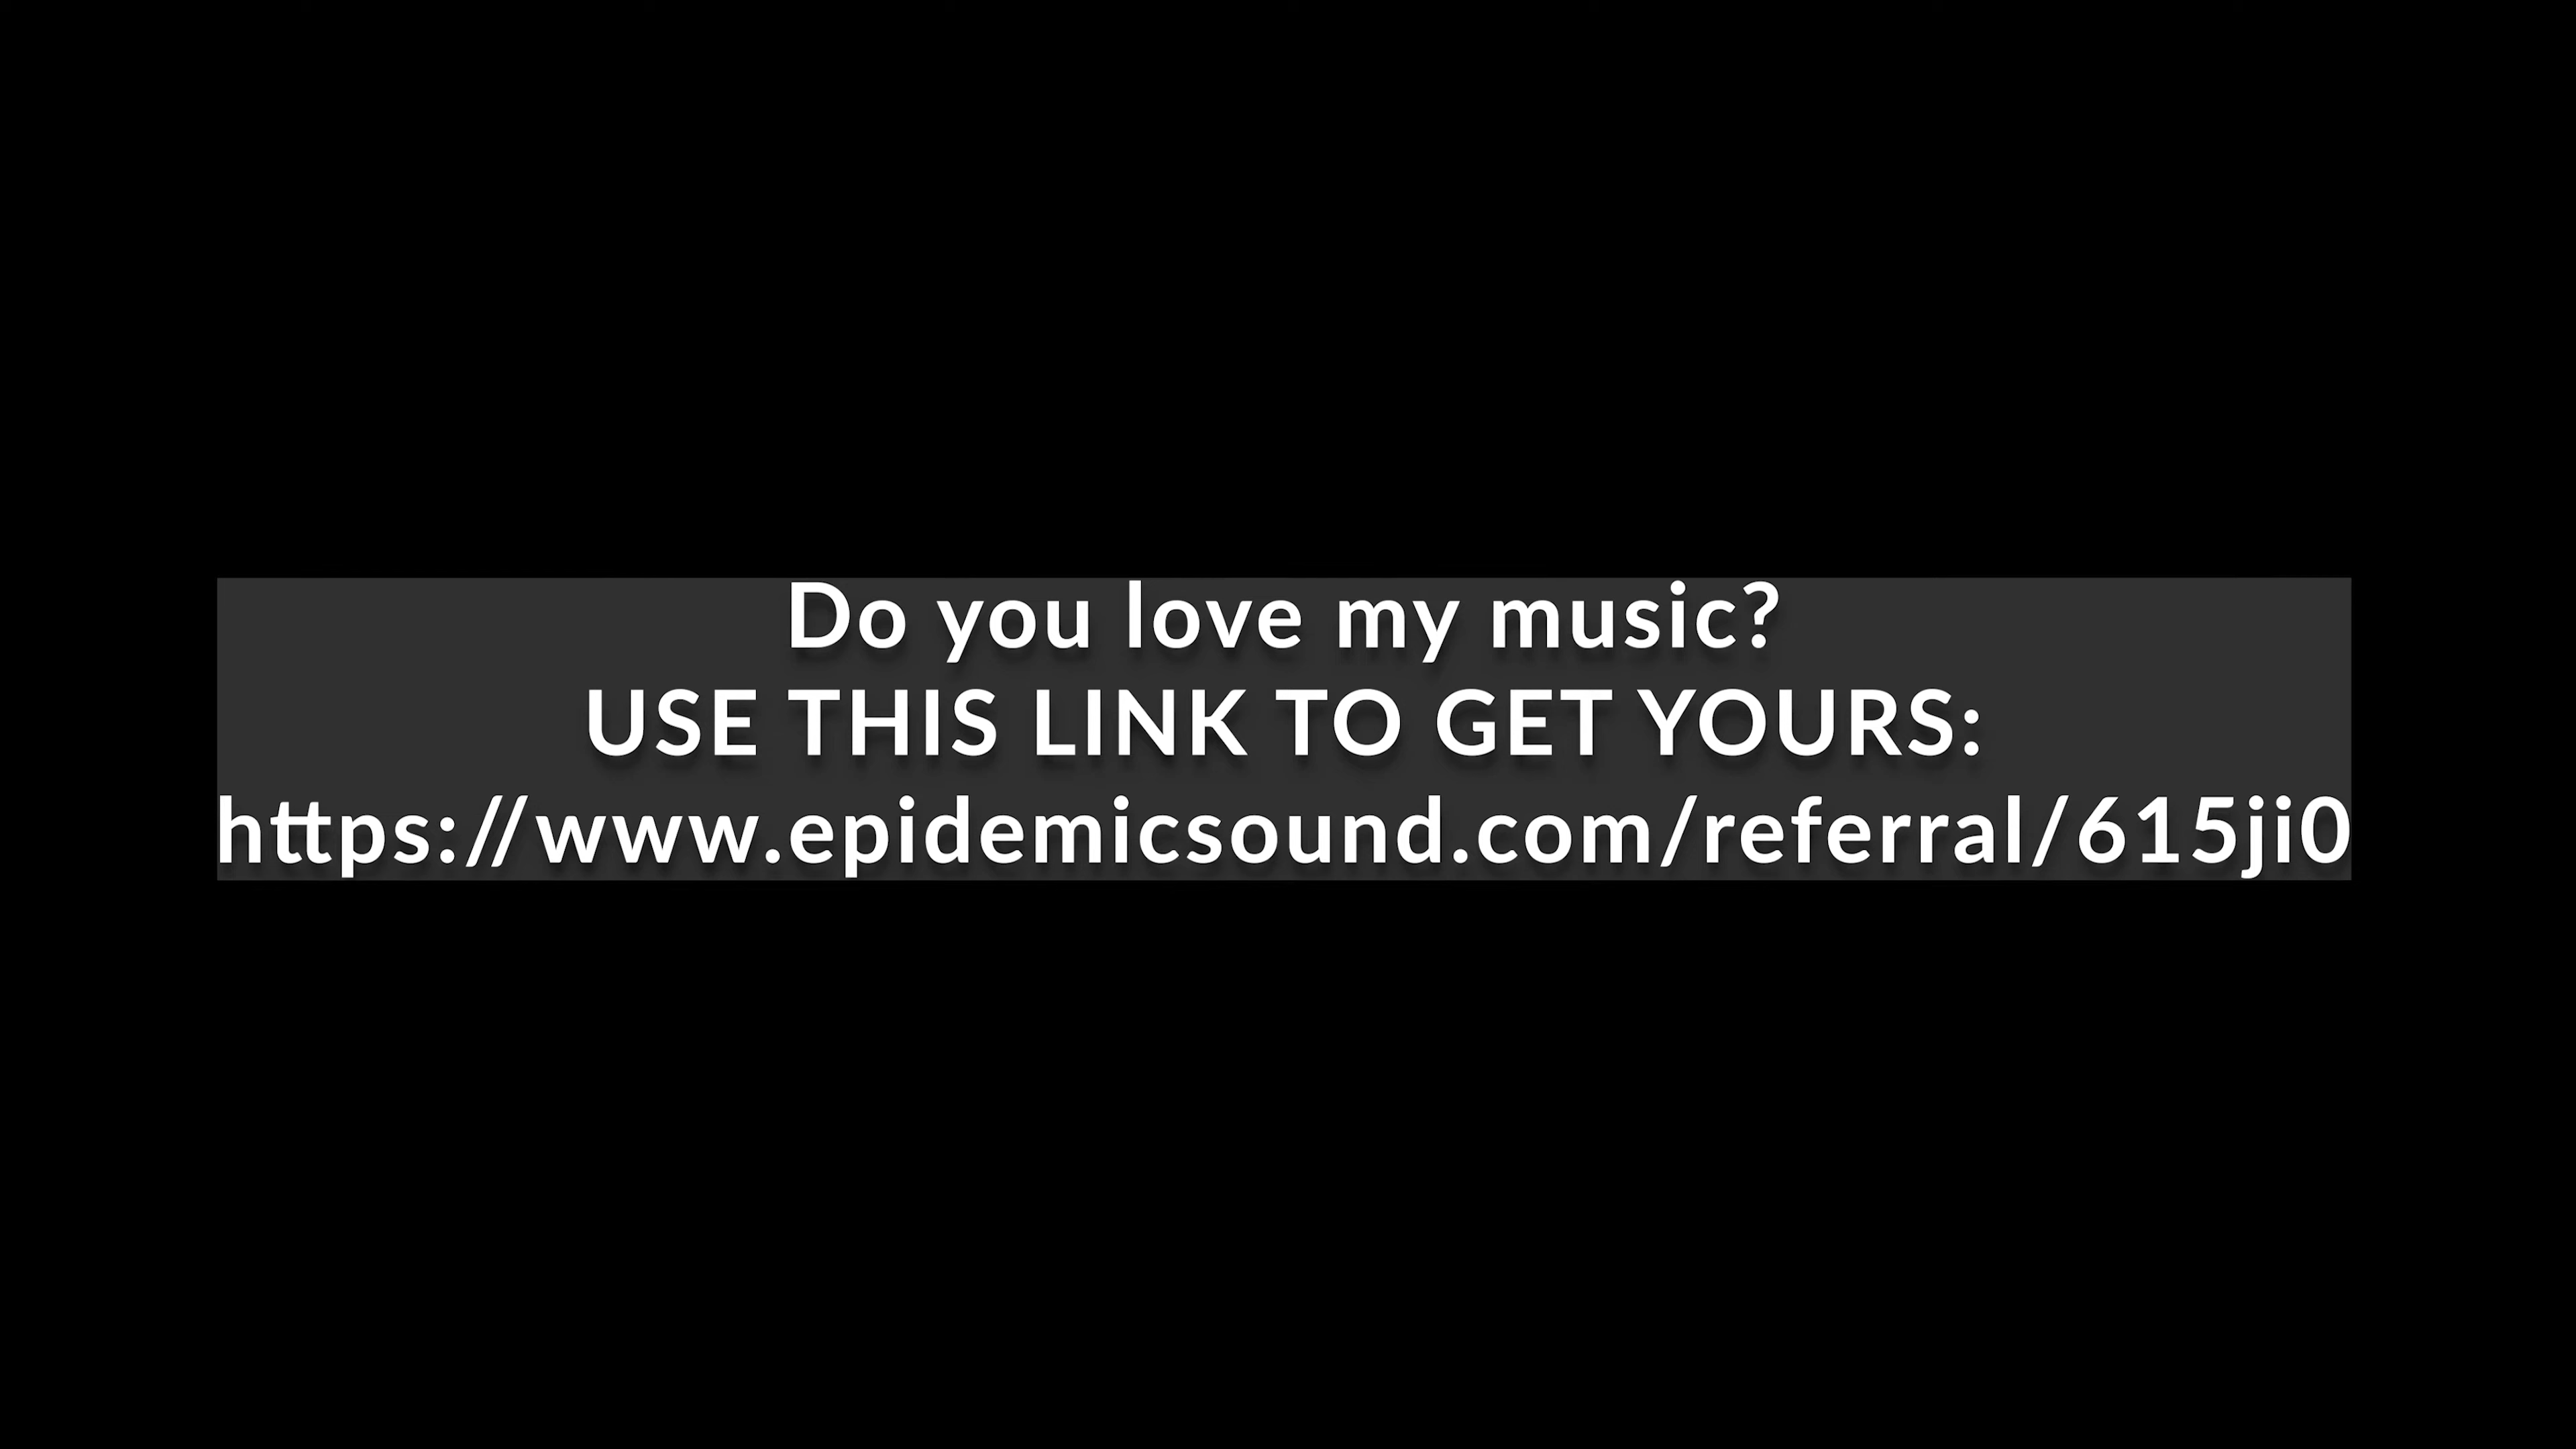 Do you love my music?
USE THIS LINK TO GET YOURS:
https://www.epidemicsound.com/referral/615ji0